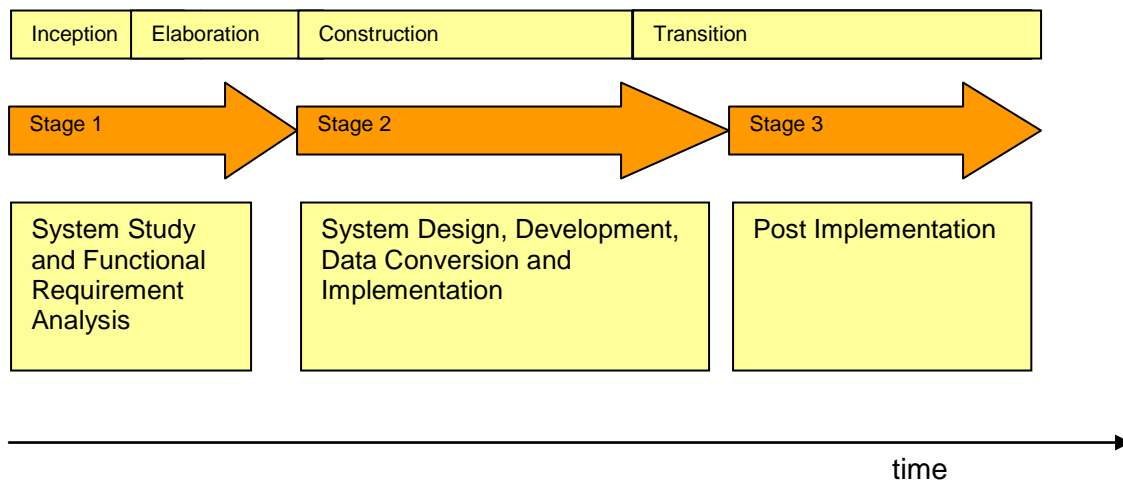 Inception
Elaboration
Construction
Transition
Stage 1
Stage 2
Stage 3
System Study
and Functional
Requirement
Analysis
System Design, Development,
Data Conversion and
Implementation
Post Implementation
time